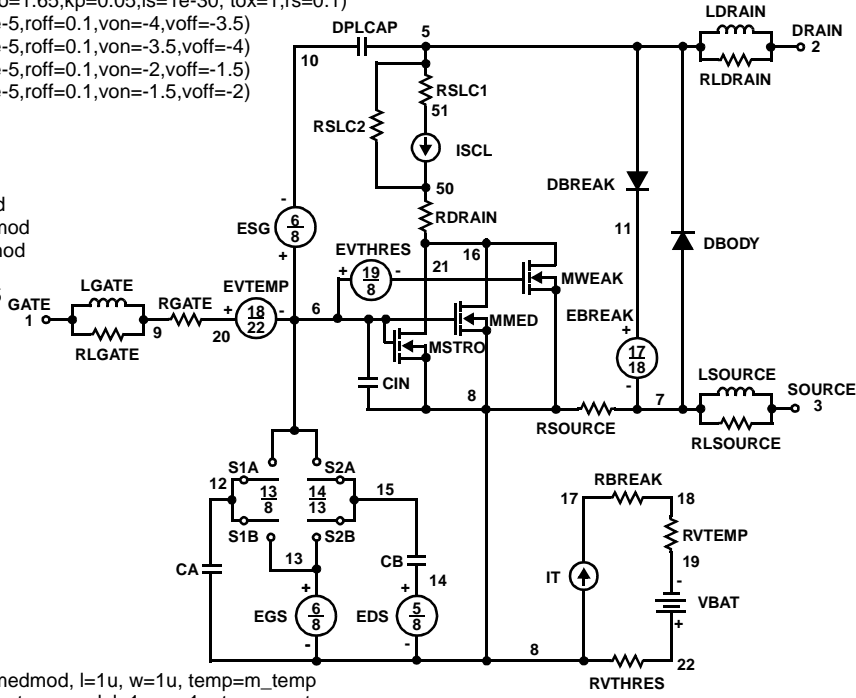 o=1.65,kp=0.05,is=1e-30, tox=1,rs=0.1)
e-5,roff=0.1,von=-4,voff=-3.5)
e-5,roff=0.1,von=-3.5,voff=-4)
e-5,roff=0.1,von=-2,voff=-1.5)
e-5,roff=0.1,von=-1.5,voff=-2)
LDRAIN
DPLCAP
5
DRAIN
2
10
RLDRAIN
RSLC1
51
RSLC2
ISCL
DBREAK
50
d
mod
mod
-
ESG
6
8
+
RDRAIN
11
DBODY
EVTHRES
16
+
19
8
-
21
MWEAK
LGATE
EVTEMP
GATE
1
RGATE
+
18
22
-
6
MMED
EBREAK
+
9
20
MSTRO
17
18
-
RLGATE
LSOURCE
CIN
8
7
SOURCE
3
RSOURCE
RLSOURCE
S1A
S2A
12
13
8
14
13
15
RBREAK
17
18
S1B
S2B
RVTEMP
13
CB
19
CA
14
IT
-
+
+
VBAT
EGS
6
8
EDS
5
8
+
-
-
8
22
RVTHRES
medmod, l=1u, w=1u, temp=m_temp